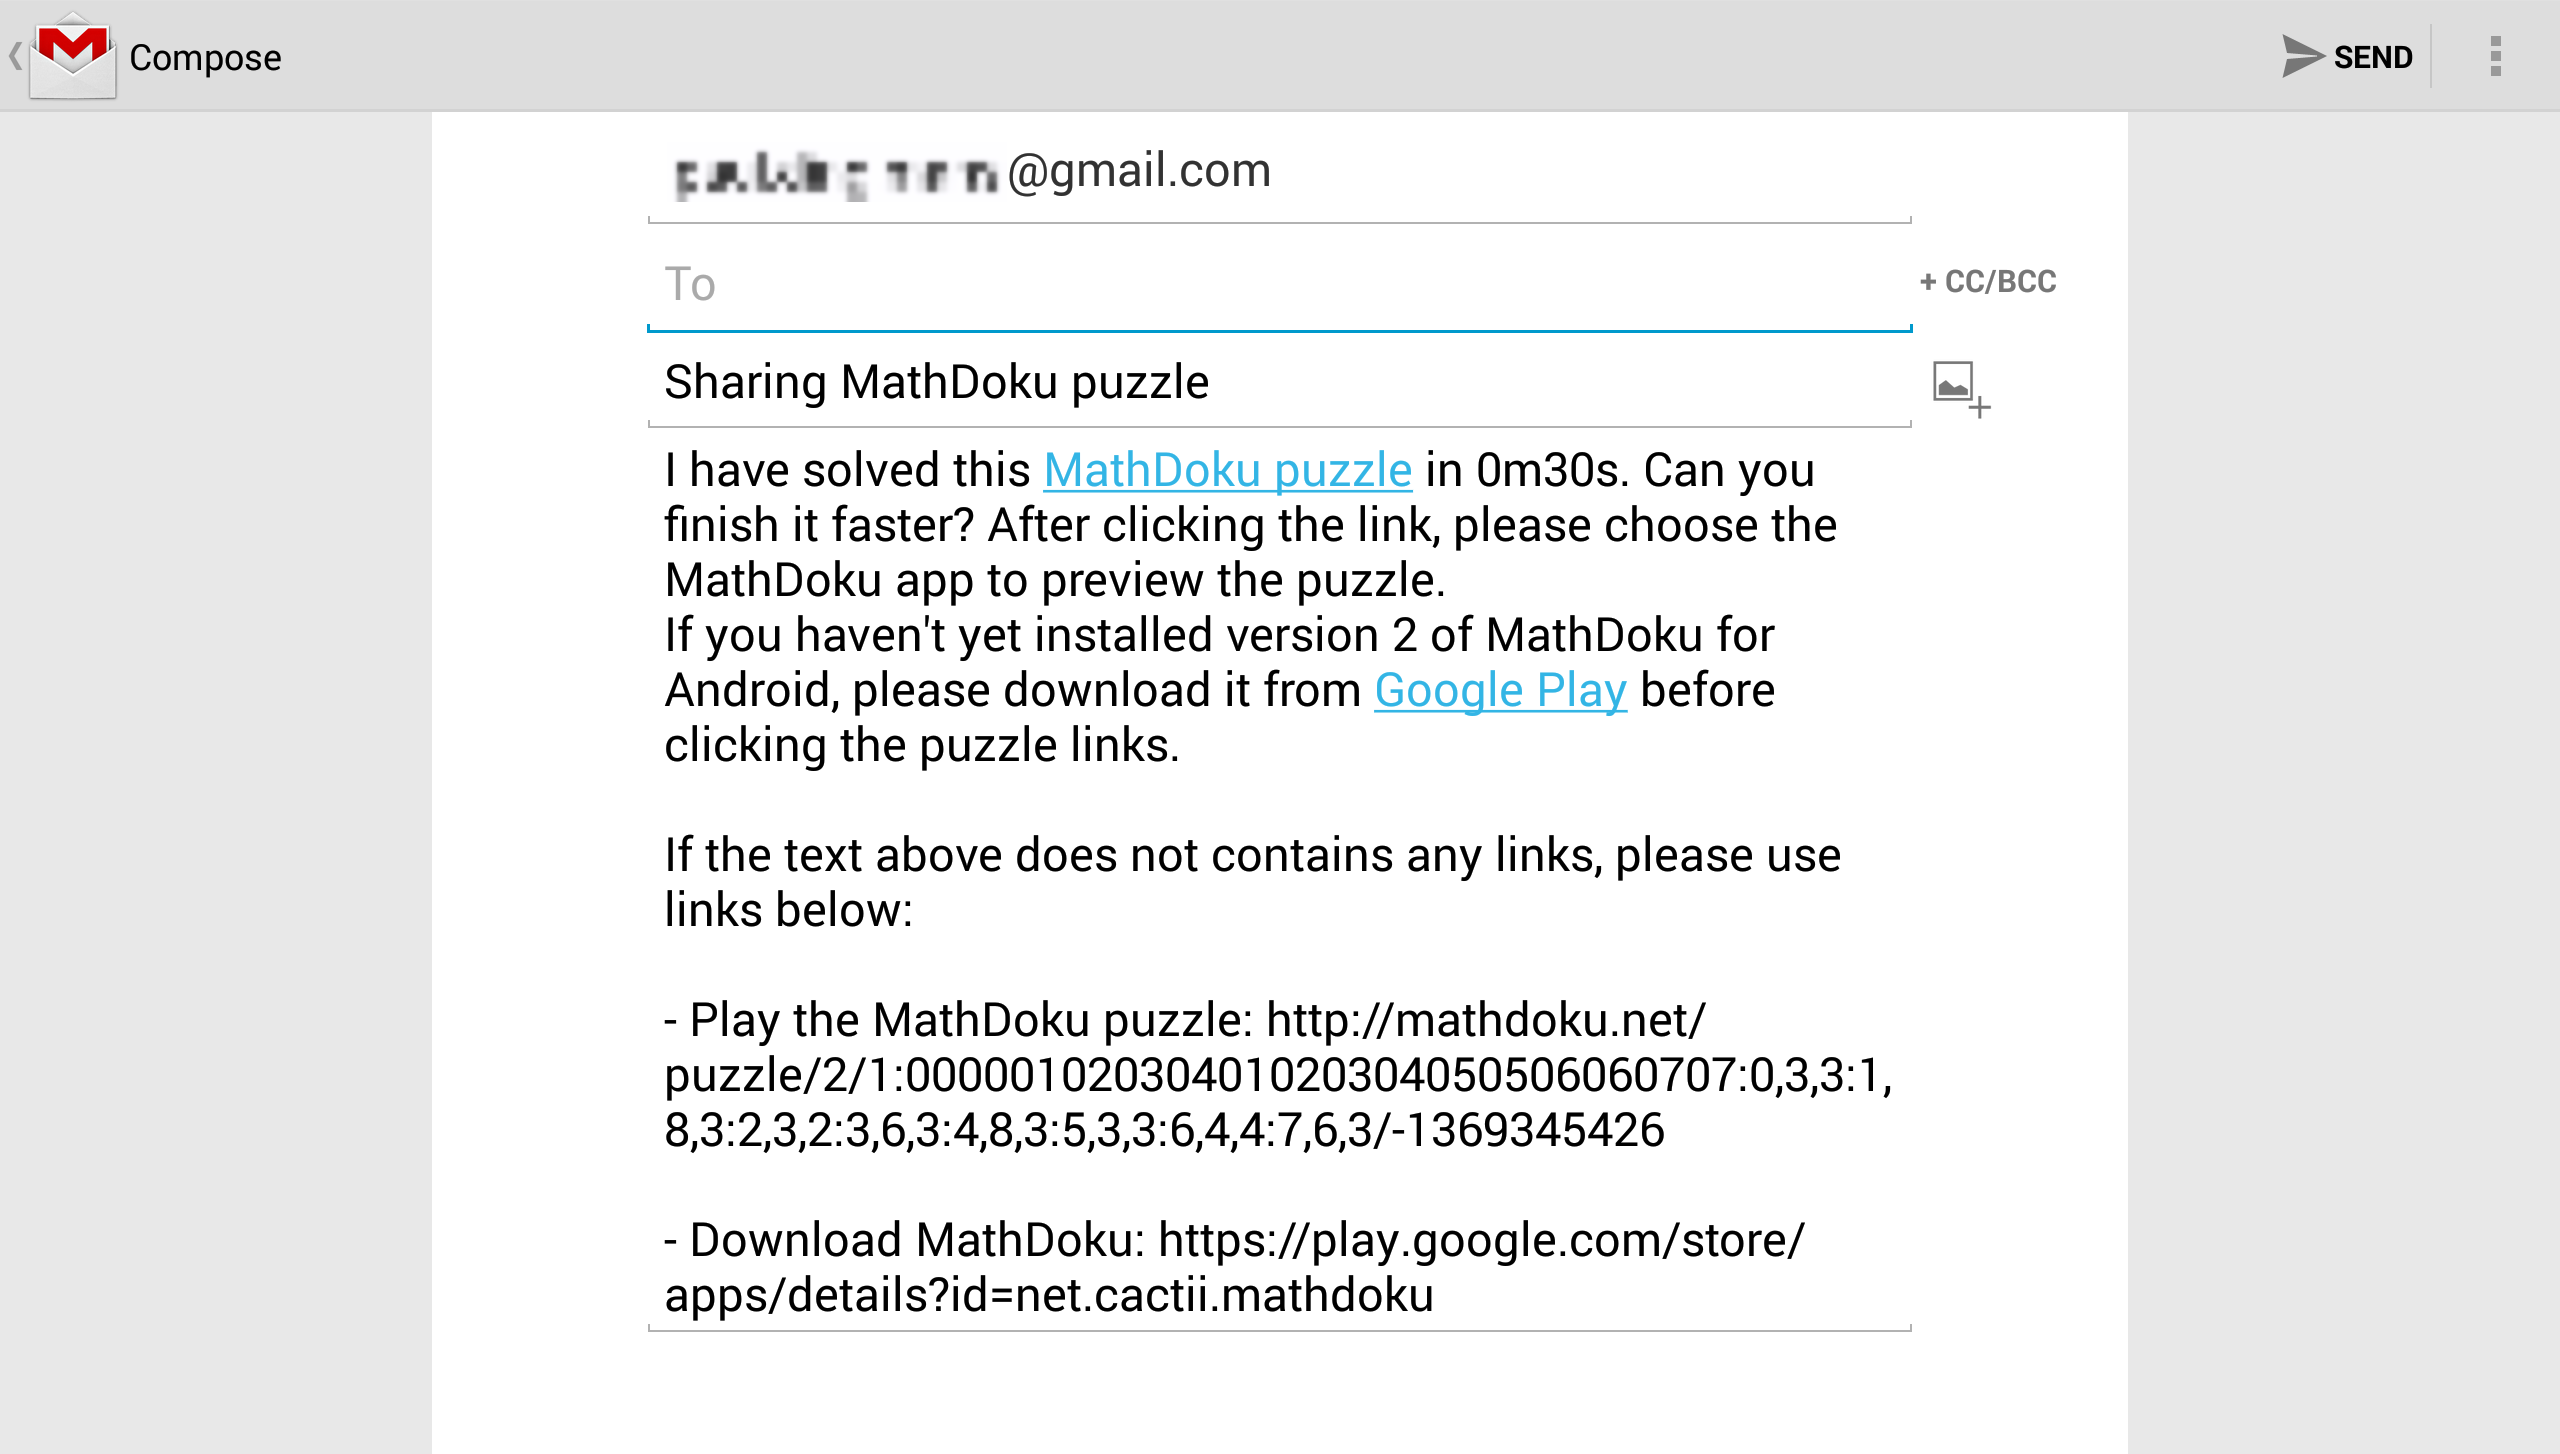 Compose
SEND
@gmail.com
To
+ CC/BCC
Sharing MathDoku puzzle
I have solved this MathDoku puzzle in 0m30s. Can you
finish it faster? After clicking the link, please choose the
MathDoku app to preview the puzzle.
If you haven't yet installed version 2 of MathDoku for
Android, please download it from Google Play before
clicking the puzzle links.
If the text above does not contains any links, please use
links below:
- Play the MathDoku puzzle: http://mathdoku.net/
puzzle/2/1:00000102030401020304050506060707:0,3,3:1,
8,3:2,3,2:3,6,3:4,8,3:5,3,3:6,4,4:7,6,3/-1369345426
- Download MathDoku: https://play.google.com/store/
apps/details?id=net.cactii.mathdoku